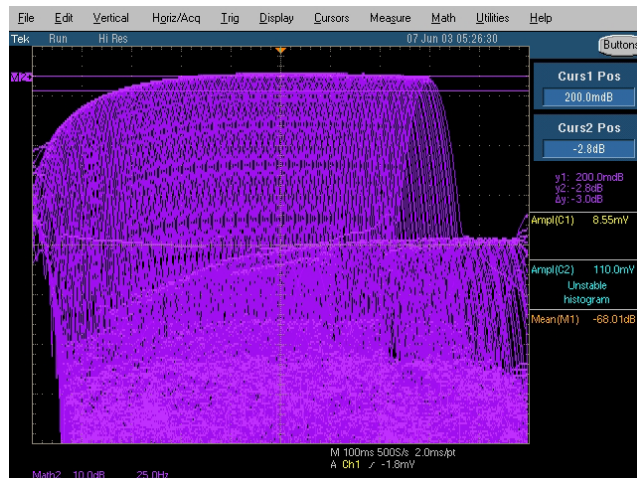 File Edit Vertical Horiz/Acq Trig Display Cursors Measure Math Utilities Help
Tek Run Hi Res 07 Jun 03 05:26:30
Buttons
M2
Curs1 Pos
200.0mdB
Curs2 Pos
-2.8dB
y1: 200.0mdB
y2:-2.8dB
Δy:-3.0dB
Ampl(C1) 8.55mV
Ampl(C2) 110.0mV
Unstable
histogram
Mean(M1) -68.01dB
M 100ms 500S/s 2.0ms/pt
A Ch1 -1.8mV
Math2 10.0dB 25.0Hz